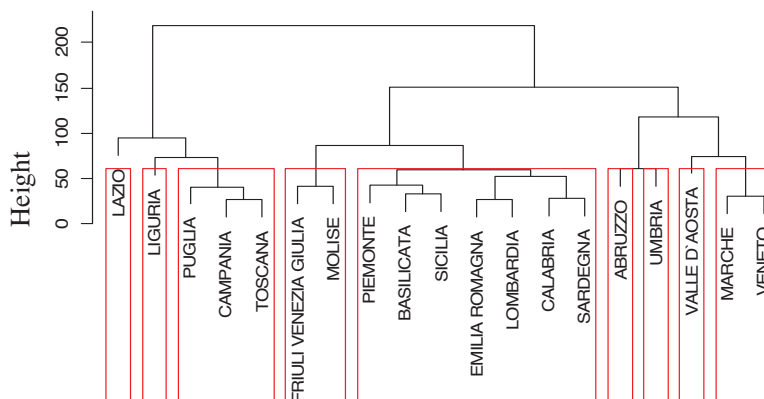 200
150
100
50
0
Height
LAZIO
LIGURIA
PUGLIA
CAMPANIA
TOSCANA
FRIULI VENEZIA GIULIA
MOLISE
PIEMONTE
BASILICATA
SICILIA
EMILIA ROMAGNA
LOMBARDIA
CALABRIA
SARDEGNA
ABRUZZO
UMBRIA
VALLE D`AOSTA
MARCHE
VENETO